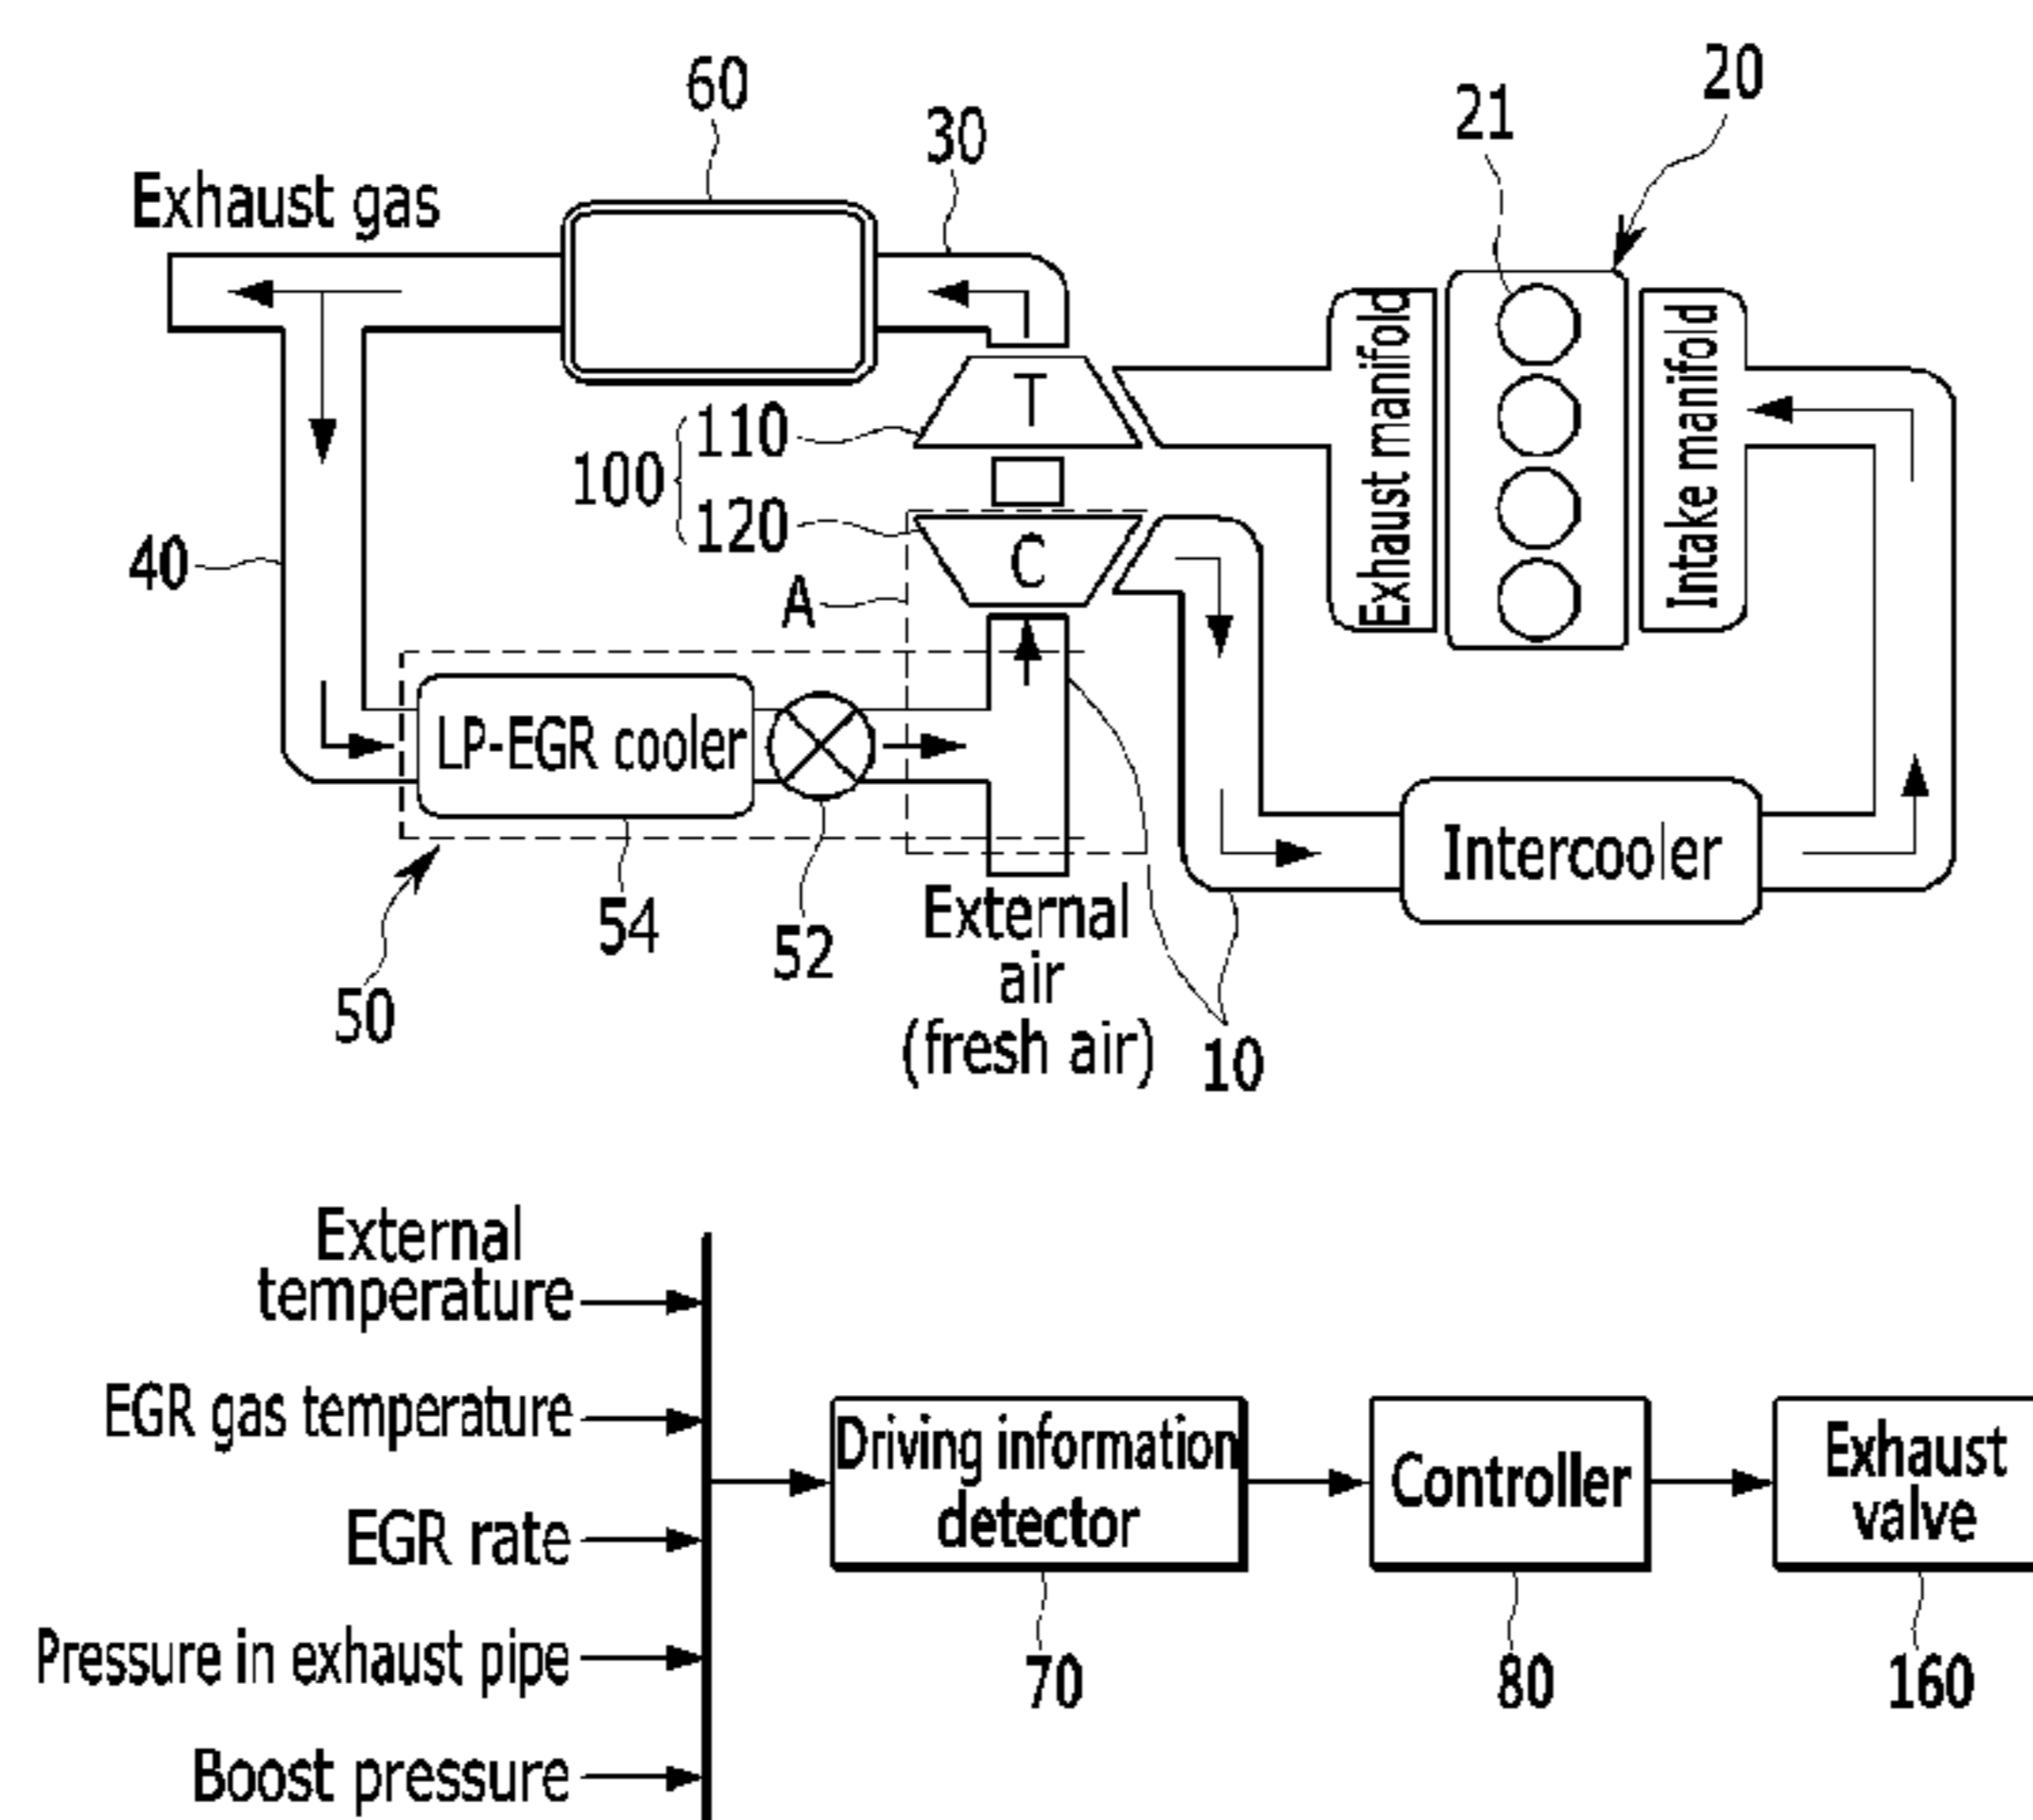 60
30
21
20
Exhaust gas
T
Exhaust manifold
Intake manifold
100
110
120
C
40
A
LP-EGR cooler
Intercooler
50
54
52
External
air
(fresh air)
10
External
temperature
EGR gas temperature
EGR rate
Pressure in exhaust pipe
Boost pressure
Driving information
detector
Controller
Exhaust
valve
70
80
160